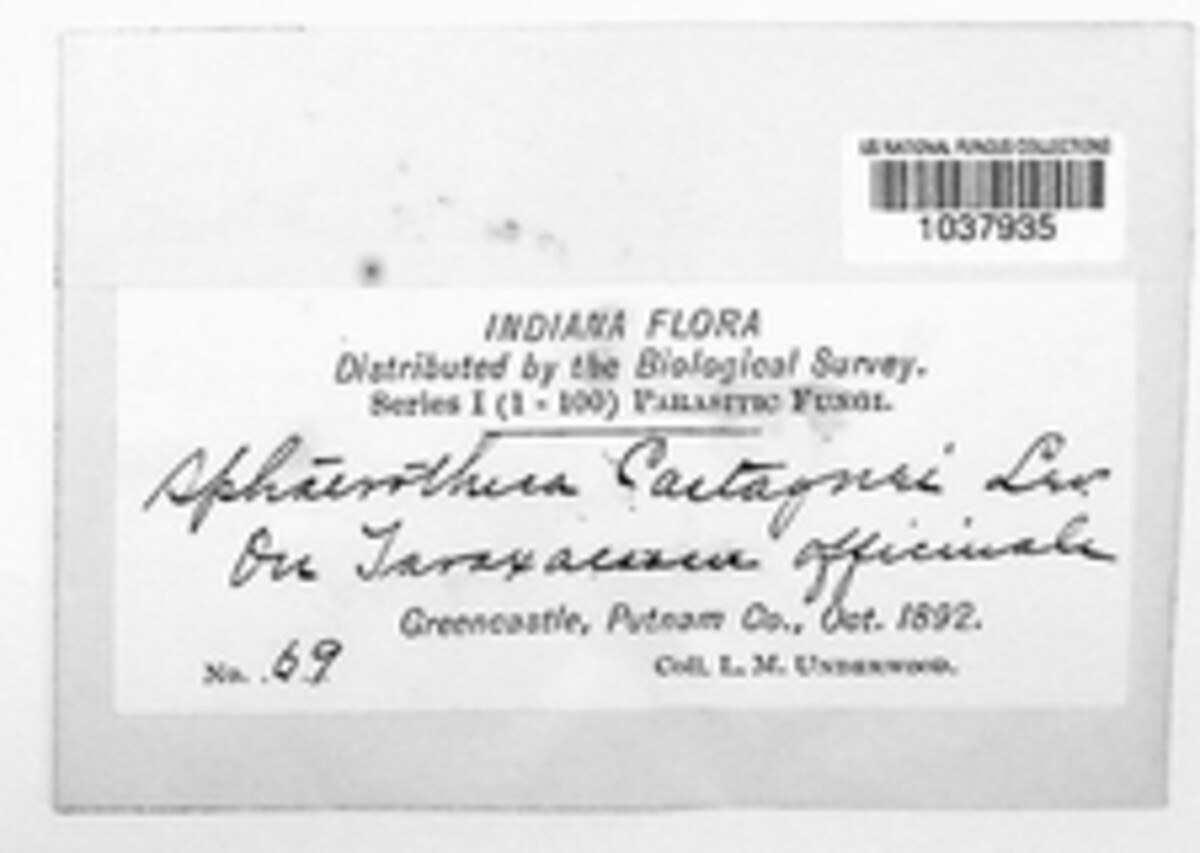 US NATIONAL FUNGUS COLLECTIONS
1037935
INDIANA FLORA
Distributed by the Biological Survey.
Series I (1 - 100) PARASITIC FUNGI.
Sphaerotheca Castagnei Lev
On Taraxacum officinale
Greencastle, Putnam Co., Oct. 1892.
No. 69
Coll. L. M. UNDERWOOD.